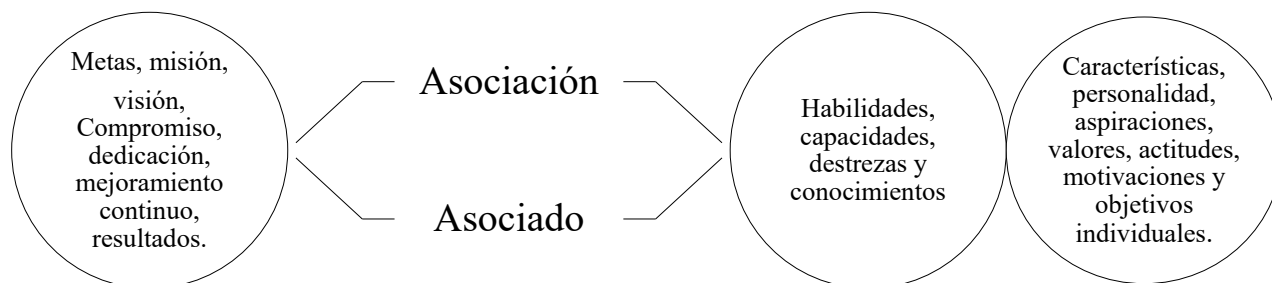 Metas, misión,
visión,
Compromiso,
dedicación,
mejoramiento
continuo,
resultados.
Asociación
Asociado
Habilidades,
capacidades,
destrezas y
conocimientos
Características,
personalidad,
aspiraciones,
valores, actitudes,
motivaciones y
objetivos
individuales.